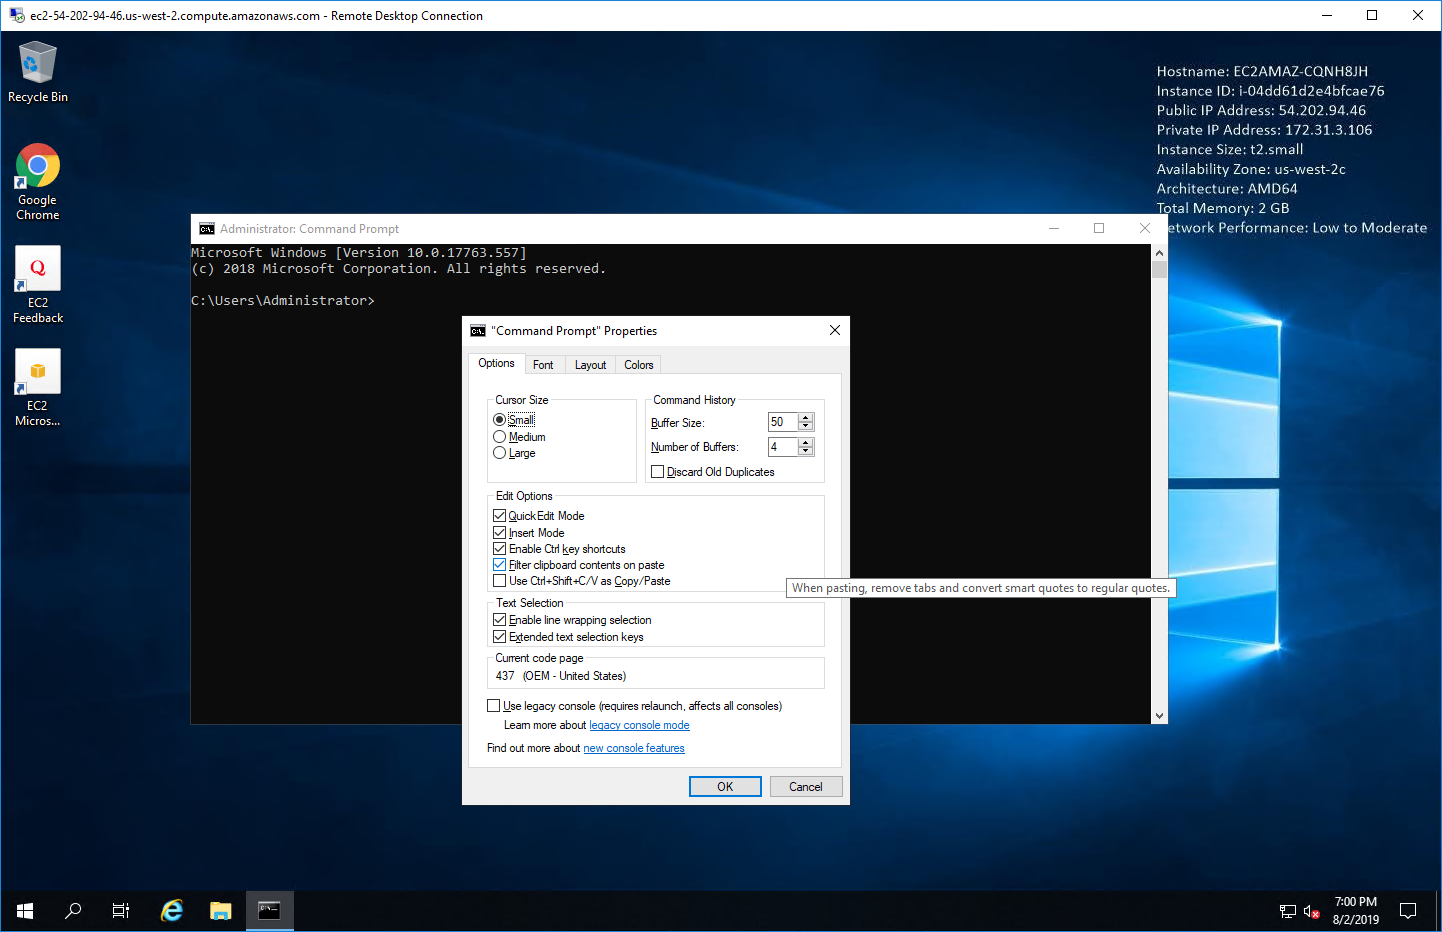 ec2-54-202-94-46.us-west-2.compute.amazonaws.com - Remote Desktop Connection
Recycle Bin
Google
Chrome
EC2
Feedback
EC2
Micros...
Hostname: EC2AMAZ-CQNH8JH
Instance ID: i-04dd61d2e4bfcae76
Public IP Address: 54.202.94.46
Private IP Address: 172.31.3.106
Instance Size: t2.small
Availability Zone: us-west-2c
Architecture: AMD64
Total Memory: 2 GB
etwork Performance: Low to Moderate
Administrator: Command Prompt
Microsoft Windows [Version 10.0.17763.557]
(c) 2018 Microsoft Corporation. All rights reserved.
C:\Users\Administrator>
"Command Prompt" Properties
Options Font Layout Colors
Cursor Size
Small
Medium
Large
Command History
Buffer Size: 50
Number of Buffers: 4
Discard Old Duplicates
Edit Options
QuickEdit Mode
Insert Mode
Enable Ctrl key shortcuts
Filter clipboard contents on paste
Use Ctrl+Shift+C/V as Copy/Paste
When pasting, remove tabs and convert smart quotes to regular quotes.
Text Selection
Enable line wrapping selection
Extended text selection keys
Current code page
437 (OEM - United States)
Use legacy console (requires relaunch, affects all consoles)
Learn more about legacy console mode
Find out more about new console features
OK Cancel
7:00 PM
8/2/2019